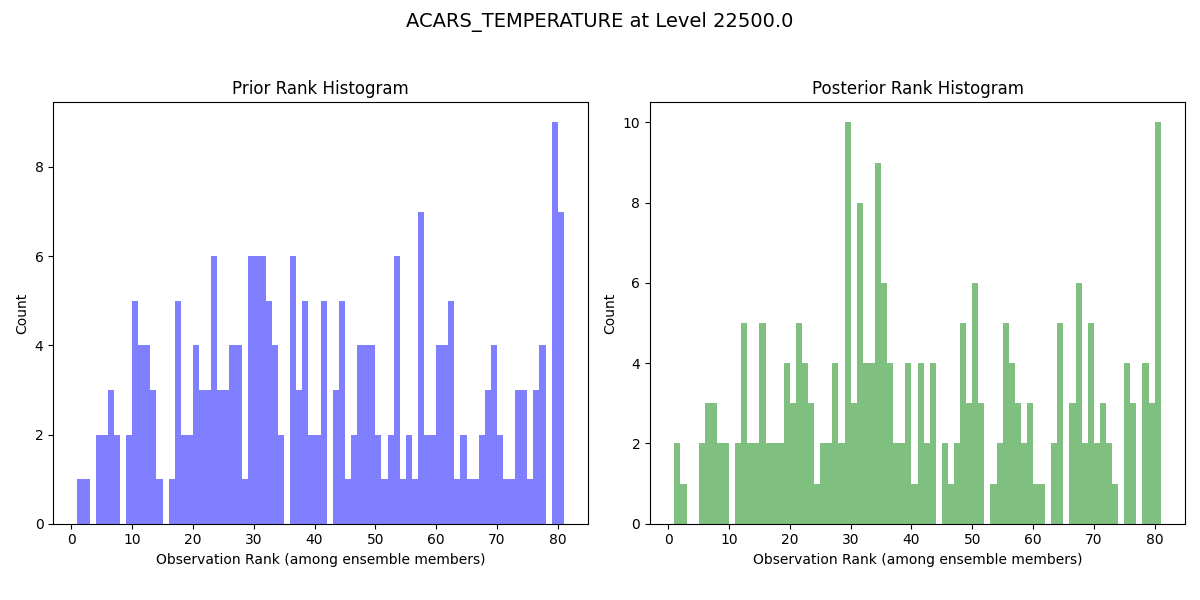 ACARS_TEMPERATURE at Level 22500.0
Prior Rank Histogram
Count
8
6
4
2
0
0 10 20 30 40 50 60 70 80
Observation Rank (among ensemble members)
Posterior Rank Histogram
Count
10
8
6
4
2
0
0 10 20 30 40 50 60 70 80
Observation Rank (among ensemble members)